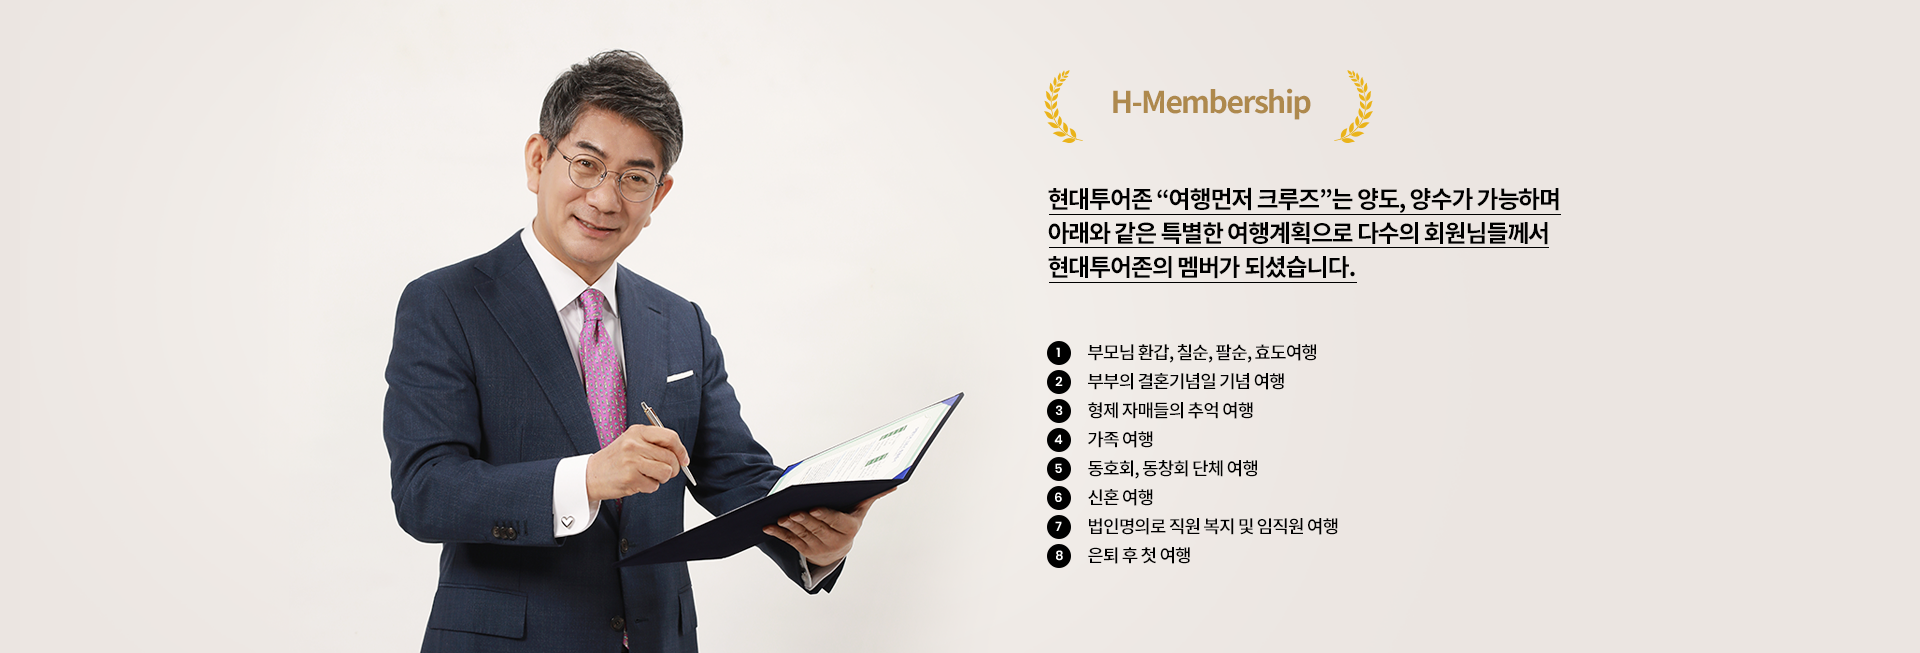 H-Membership
현대투어존 “여행먼저 크루즈”는 양도, 양수가 가능하며
아래와 같은 특별한 여행계획으로 다수의 회원님들께서
현대투어존의 멤버가 되셨습니다.
1 부모님 환갑, 칠순, 팔순, 효도여행
2 부부의 결혼기념일 기념 여행
3 형제 자매들의 추억 여행
4 가족 여행
5 동호회, 동창회 단체 여행
6 신혼 여행
7 법인명의로 직원 복지 및 임직원 여행
8 은퇴 후 첫 여행